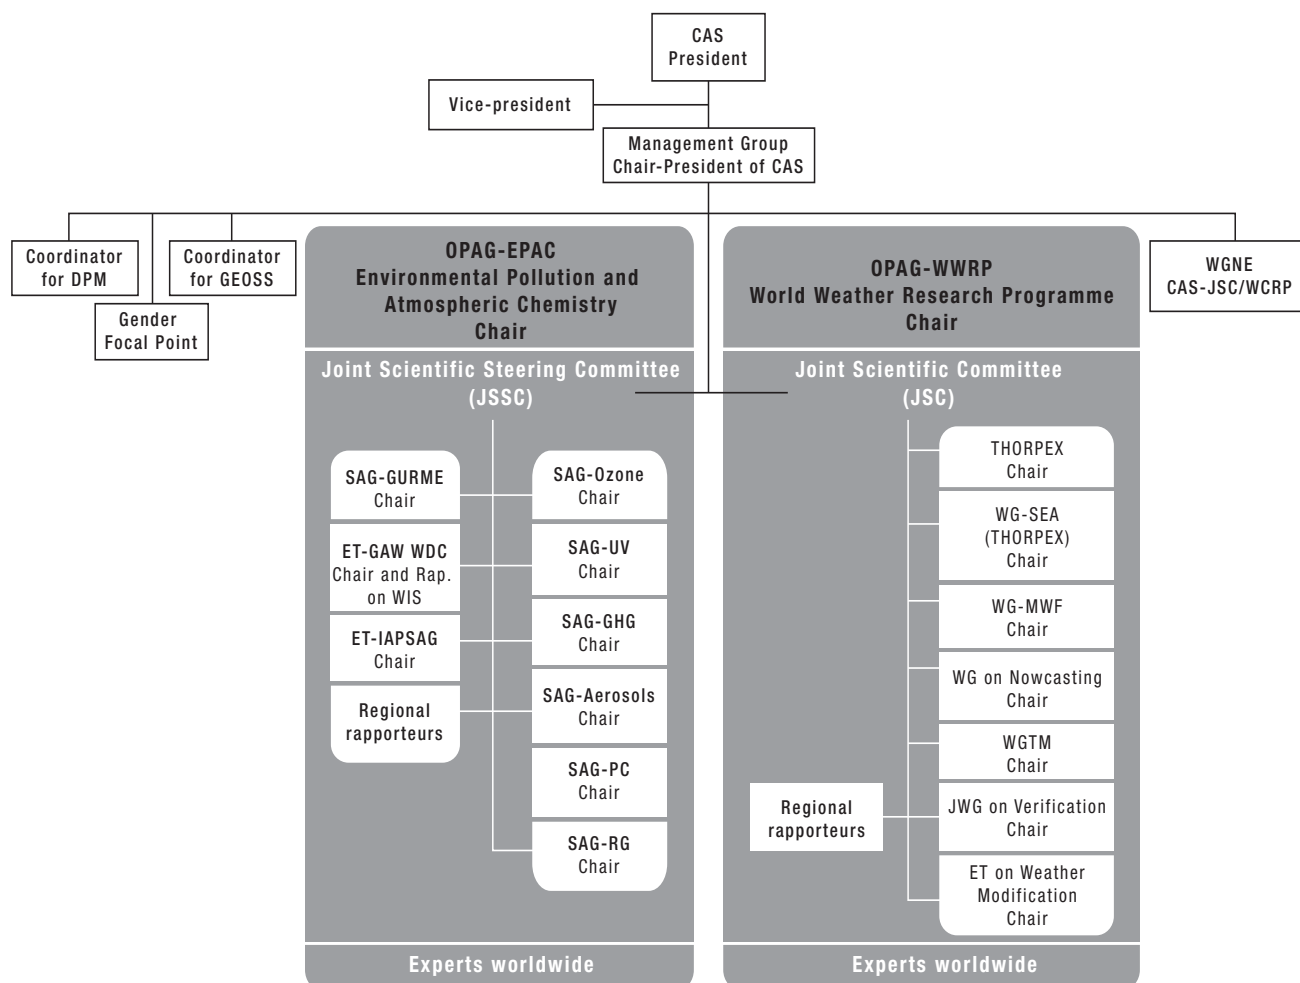 CAS
President
Vice-president
Management Group
Chair-President of CAS
Coordinator
for DPM
Gender
Focal Point
Coordinator
for GEOSS
OPAG-EPAC
Environmental Pollution and
Atmospheric Chemistry
Chair
Joint Scientific Steering Committee
(JSSC)
SAG-GURME
Chair
ET-GAW WDC
Chair and Rap.
on WIS
ET-IAPSAG
Chair
Regional
rapporteurs
SAG-Ozone
Chair
SAG-UV
Chair
SAG-GHG
Chair
SAG-Aerosols
Chair
SAG-PC
Chair
SAG-RG
Chair
Experts worldwide
OPAG-WWRP
World Weather Research Programme
Chair
Joint Scientific Committee
(JSC)
THORPEX
Chair
WG-SEA
(THORPEX)
Chair
WG-MWF
Chair
WG on Nowcasting
Chair
WGTM
Chair
Regional
rapporteurs
JWG on Verification
Chair
ET on Weather
Modification
Chair
Experts worldwide
WGNE
CAS-JSC/WCRP